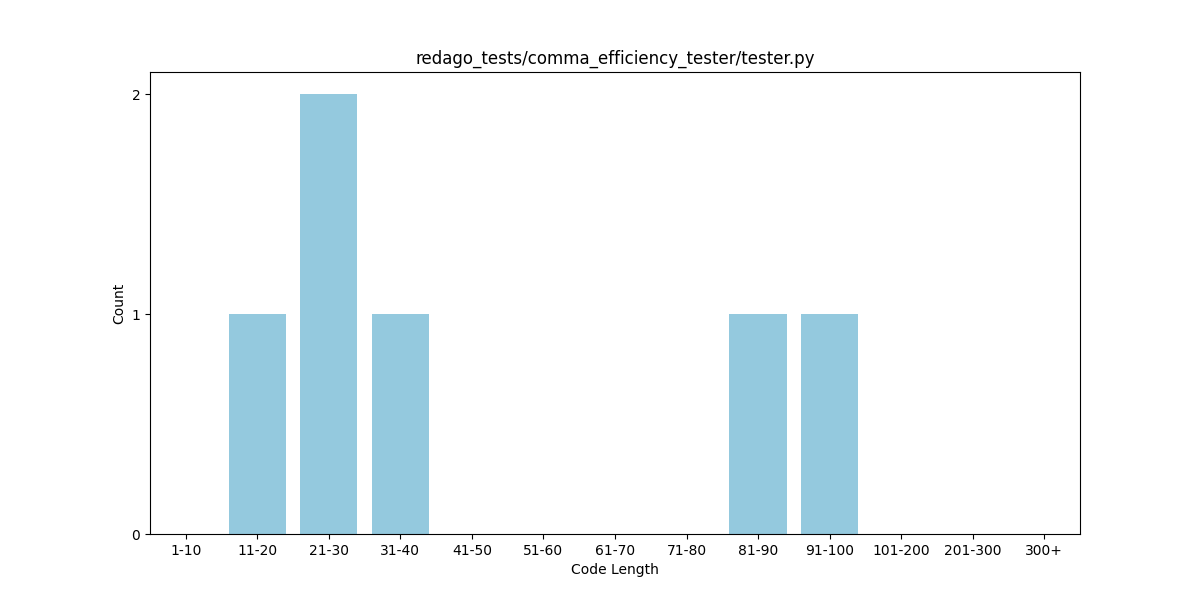 redago_tests/comma_efficiency_tester/tester.py
2
1
0
Count
1-10 11-20 21-30 31-40 41-50 51-60 61-70 71-80 81-90 91-100 101-200 201-300 300+
Code Length